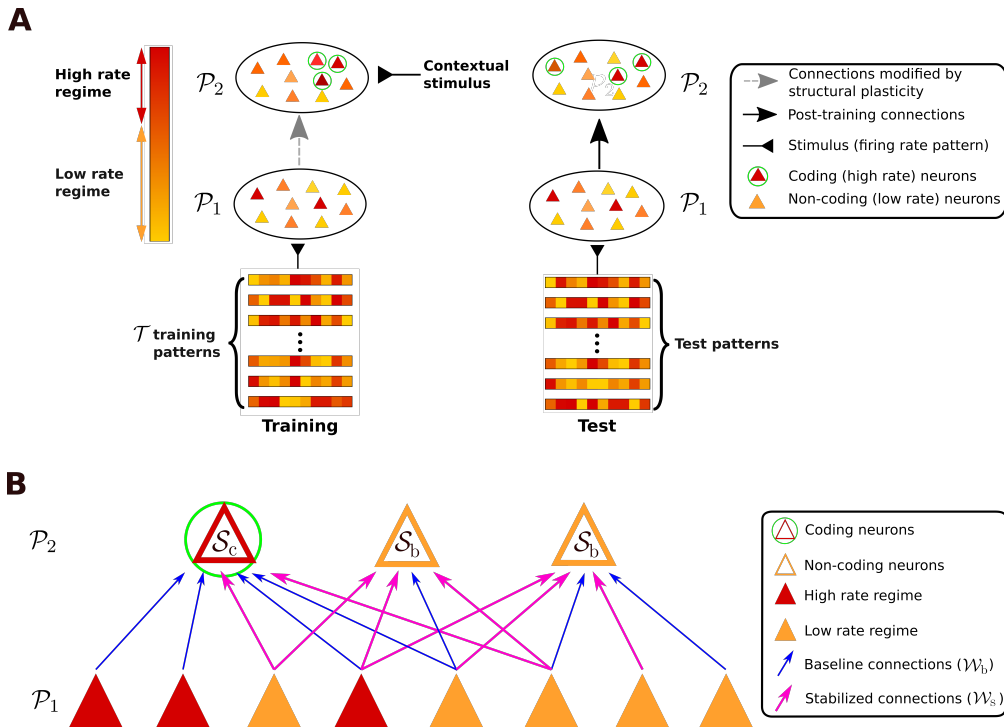 A
High rate
regime
Low rate
regime
𝒫₂
Contextual
stimulus
𝒫₂
𝒫₂
𝒫₁
𝒫₁
𝒯 training
patterns
Test patterns
Training
Test
Connections modified by
structural plasticity
Post-training connections
Stimulus (firing rate pattern)
Coding (high rate) neurons
Non-coding (low rate) neurons
B
𝒫₂
𝒮c
𝒮b
𝒮b
𝒫₁
Coding neurons
Non-coding neurons
High rate regime
Low rate regime
Baseline connections (𝒲b)
Stabilized connections (𝒲s)